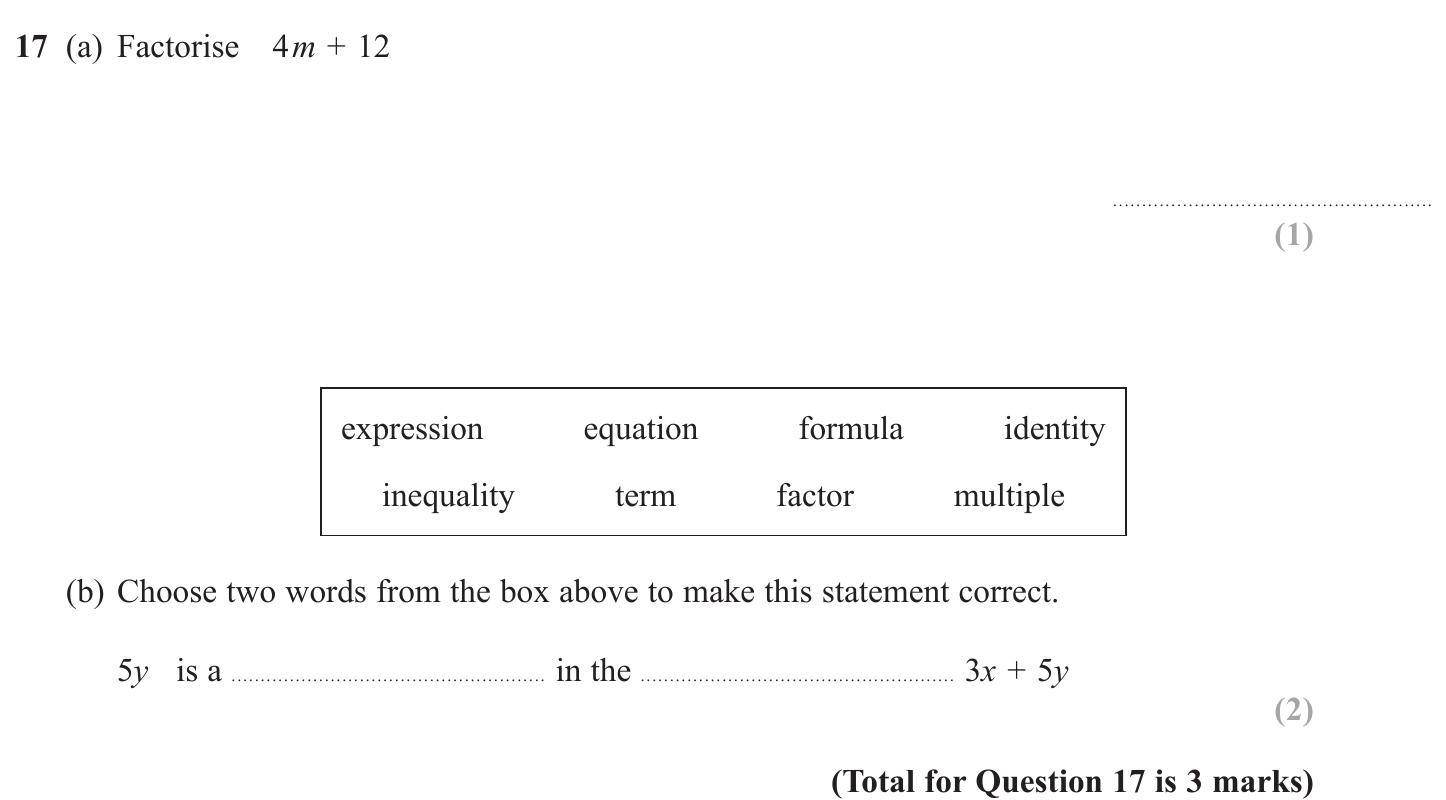 17 (a) Factorise 4m + 12
......................................................
(1)
expression equation formula identity
inequality term factor multiple
(b) Choose two words from the box above to make this statement correct.
5y is a ..................................................... in the ..................................................... 3x + 5y
(2)
(Total for Question 17 is 3 marks)